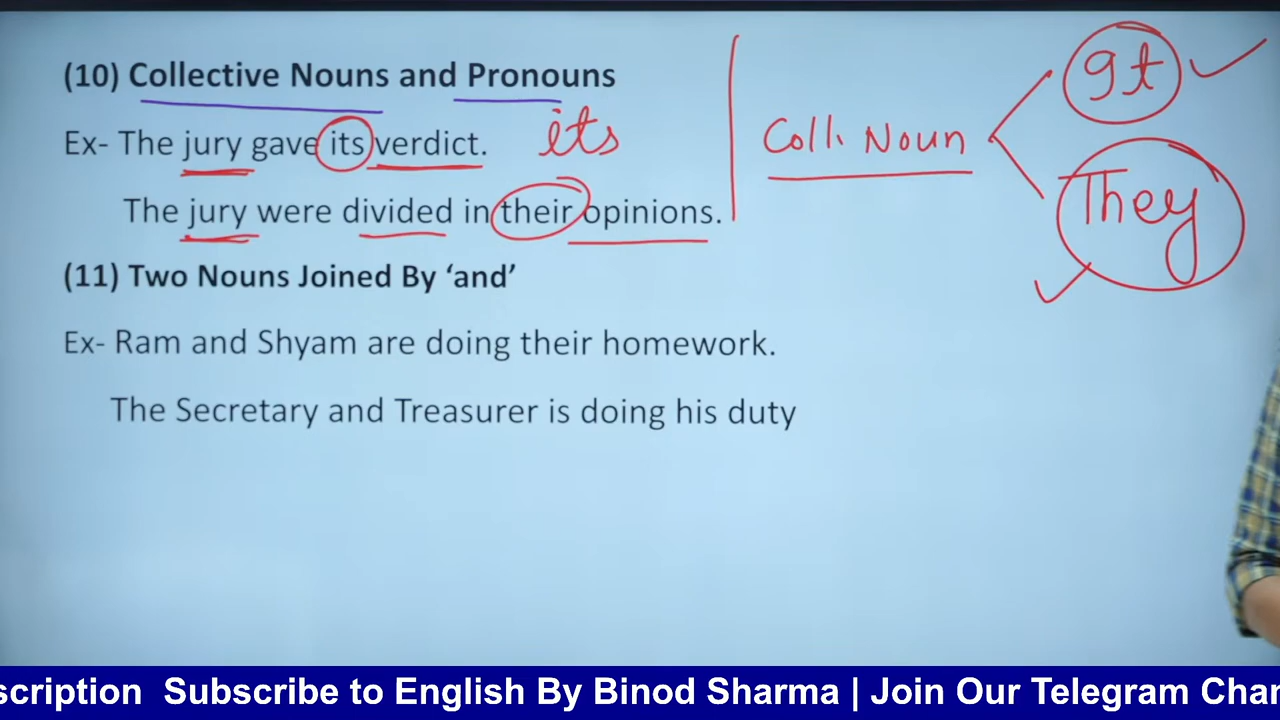 (10) Collective Nouns and Pronouns
Ex- The jury gave its verdict.
its
The jury were divided in their opinions.
Coll. Noun
It
They
(11) Two Nouns Joined By ‘and’
Ex- Ram and Shyam are doing their homework.
The Secretary and Treasurer is doing his duty
scription Subscribe to English By Binod Sharma | Join Our Telegram Chan